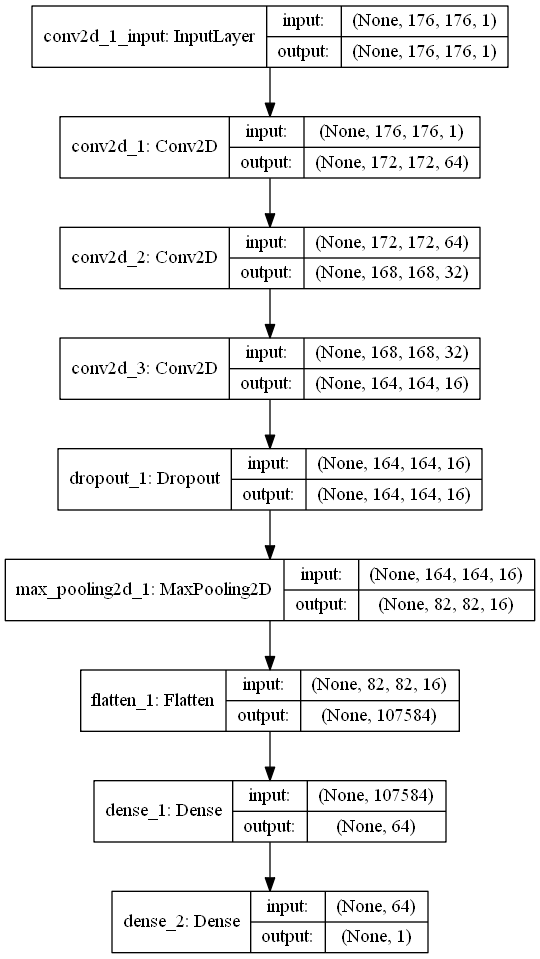 conv2d_1_input: InputLayer
input: (None, 176, 176, 1)
output: (None, 176, 176, 1)
conv2d_1: Conv2D
input: (None, 176, 176, 1)
output: (None, 172, 172, 64)
conv2d_2: Conv2D
input: (None, 172, 172, 64)
output: (None, 168, 168, 32)
conv2d_3: Conv2D
input: (None, 168, 168, 32)
output: (None, 164, 164, 16)
dropout_1: Dropout
input: (None, 164, 164, 16)
output: (None, 164, 164, 16)
max_pooling2d_1: MaxPooling2D
input: (None, 164, 164, 16)
output: (None, 82, 82, 16)
flatten_1: Flatten
input: (None, 82, 82, 16)
output: (None, 107584)
dense_1: Dense
input: (None, 107584)
output: (None, 64)
dense_2: Dense
input: (None, 64)
output: (None, 1)